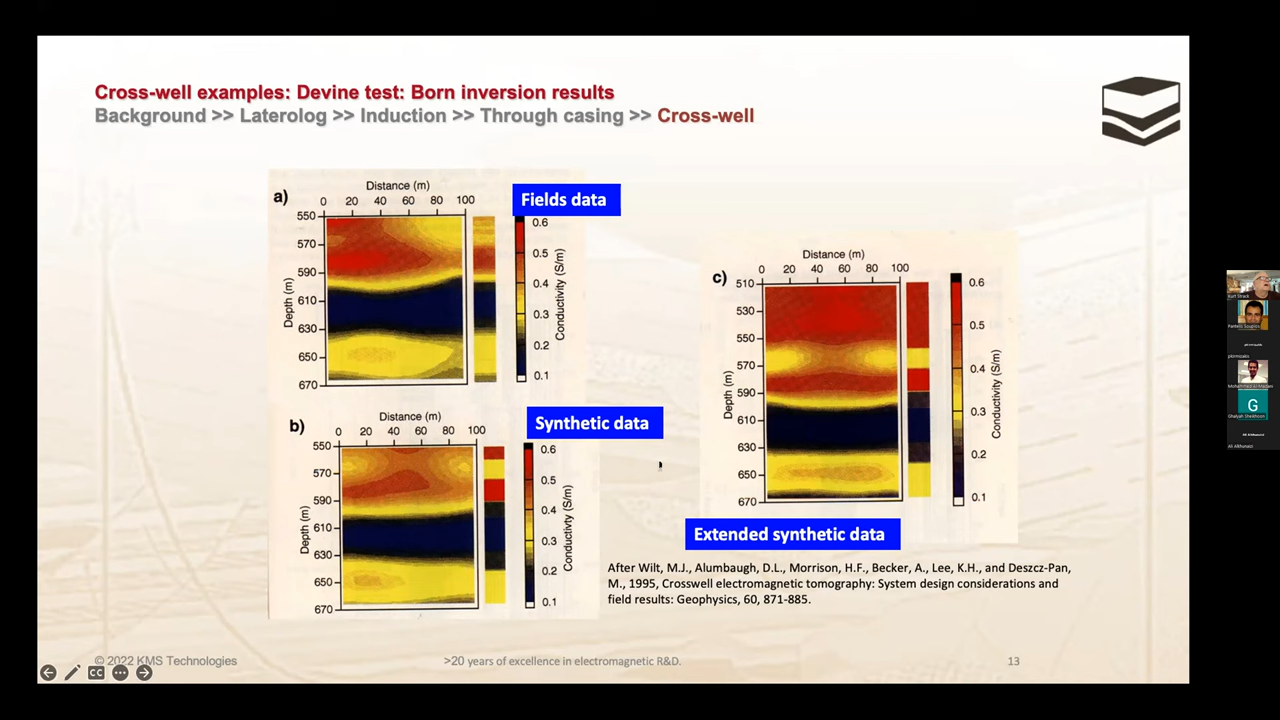 Cross-well examples: Devine test: Born inversion results
Background >> Laterolog >> Induction >> Through casing >> Cross-well
a)
Distance (m)
0 20 40 60 80 100
Fields data
550
570
590
610
630
650
670
Depth (m)
0.6
0.5
0.4
0.3
0.2
0.1
Conductivity (S/m)
b)
Distance (m)
0 20 40 60 80 100
Synthetic data
550
570
590
610
630
650
670
Depth (m)
0.6
0.5
0.4
0.3
0.2
0.1
Conductivty (S/m)
c)
Distance (m)
0 20 40 60 80 100
510
530
550
570
590
610
630
650
670
Depth (m)
0.6
0.5
0.4
0.3
0.2
0.1
Conductivity (S/m)
Extended synthetic data
After Wilt, M.J., Alumbaugh, D.L., Morrison, H.F., Becker, A., Lee, K.H., and Deszcz-Pan,
M., 1995, Crosswell electromagnetic tomography: System design considerations and
field results: Geophysics, 60, 871-885.
© 2022 KMS Technologies
>20 years of excellence in electromagnetic R&D.
13
CC
Kurt Strack
G